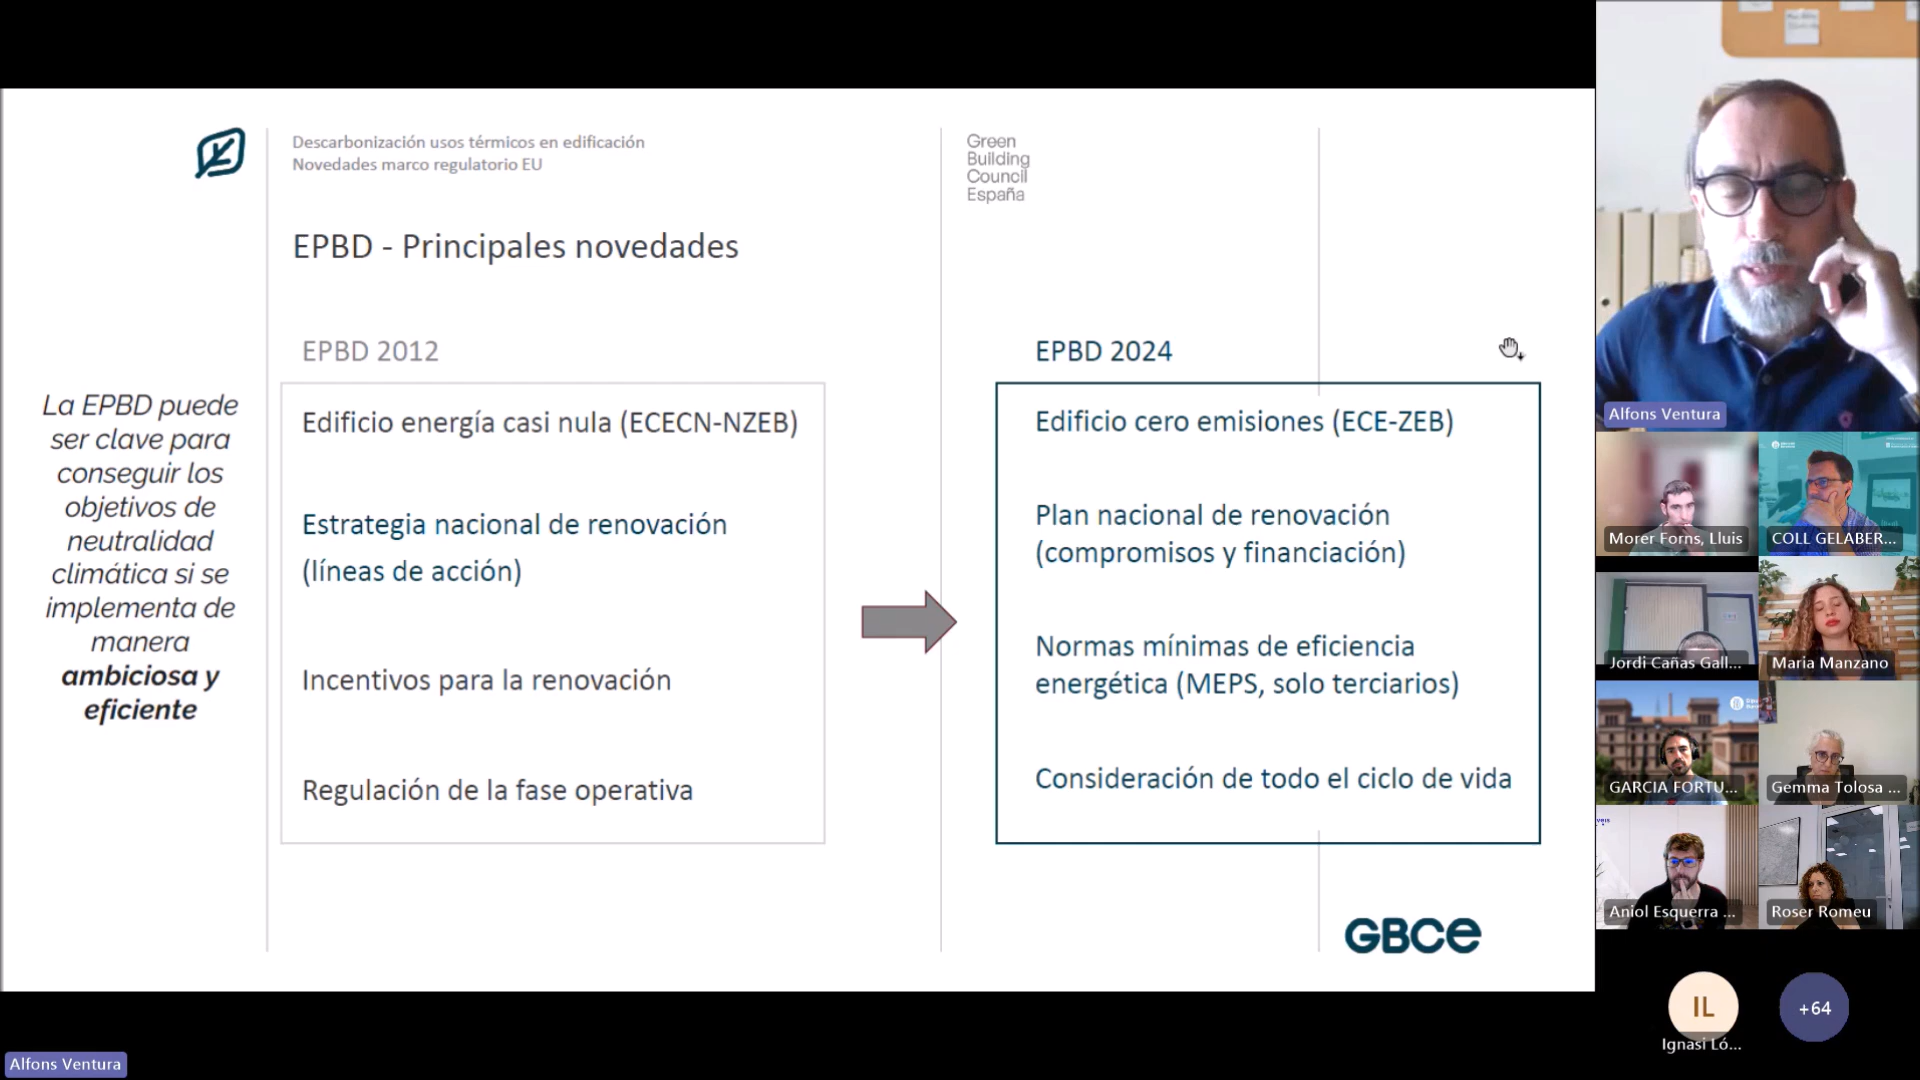 Descarbonización usos térmicos en edificación
Novedades marco regulatorio EU
Green
Building
Council
España
EPBD - Principales novedades
La EPBD puede
ser clave para
conseguir los
objetivos de
neutralidad
climática si se
implementa de
manera
ambiciosa y
eficiente
EPBD 2012
Edificio energía casi nula (ECECN-NZEB)
Estrategia nacional de renovación
(líneas de acción)
Incentivos para la renovación
Regulación de la fase operativa
EPBD 2024
Edificio cero emisiones (ECE-ZEB)
Plan nacional de renovación
(compromisos y financiación)
Normas mínimas de eficiencia
energética (MEPS, solo terciarios)
Consideración de todo el ciclo de vida
GBCe
Alfons Ventura
Alfons Ventura
Morer Forns, Lluis
COLL GELABER...
Jordi Cañas Gall...
Maria Manzano
GARCIA FORTU...
Gemma Tolosa ...
Aniol Esquerra ...
Roser Romeu
IL
Ignasi Ló...
+64